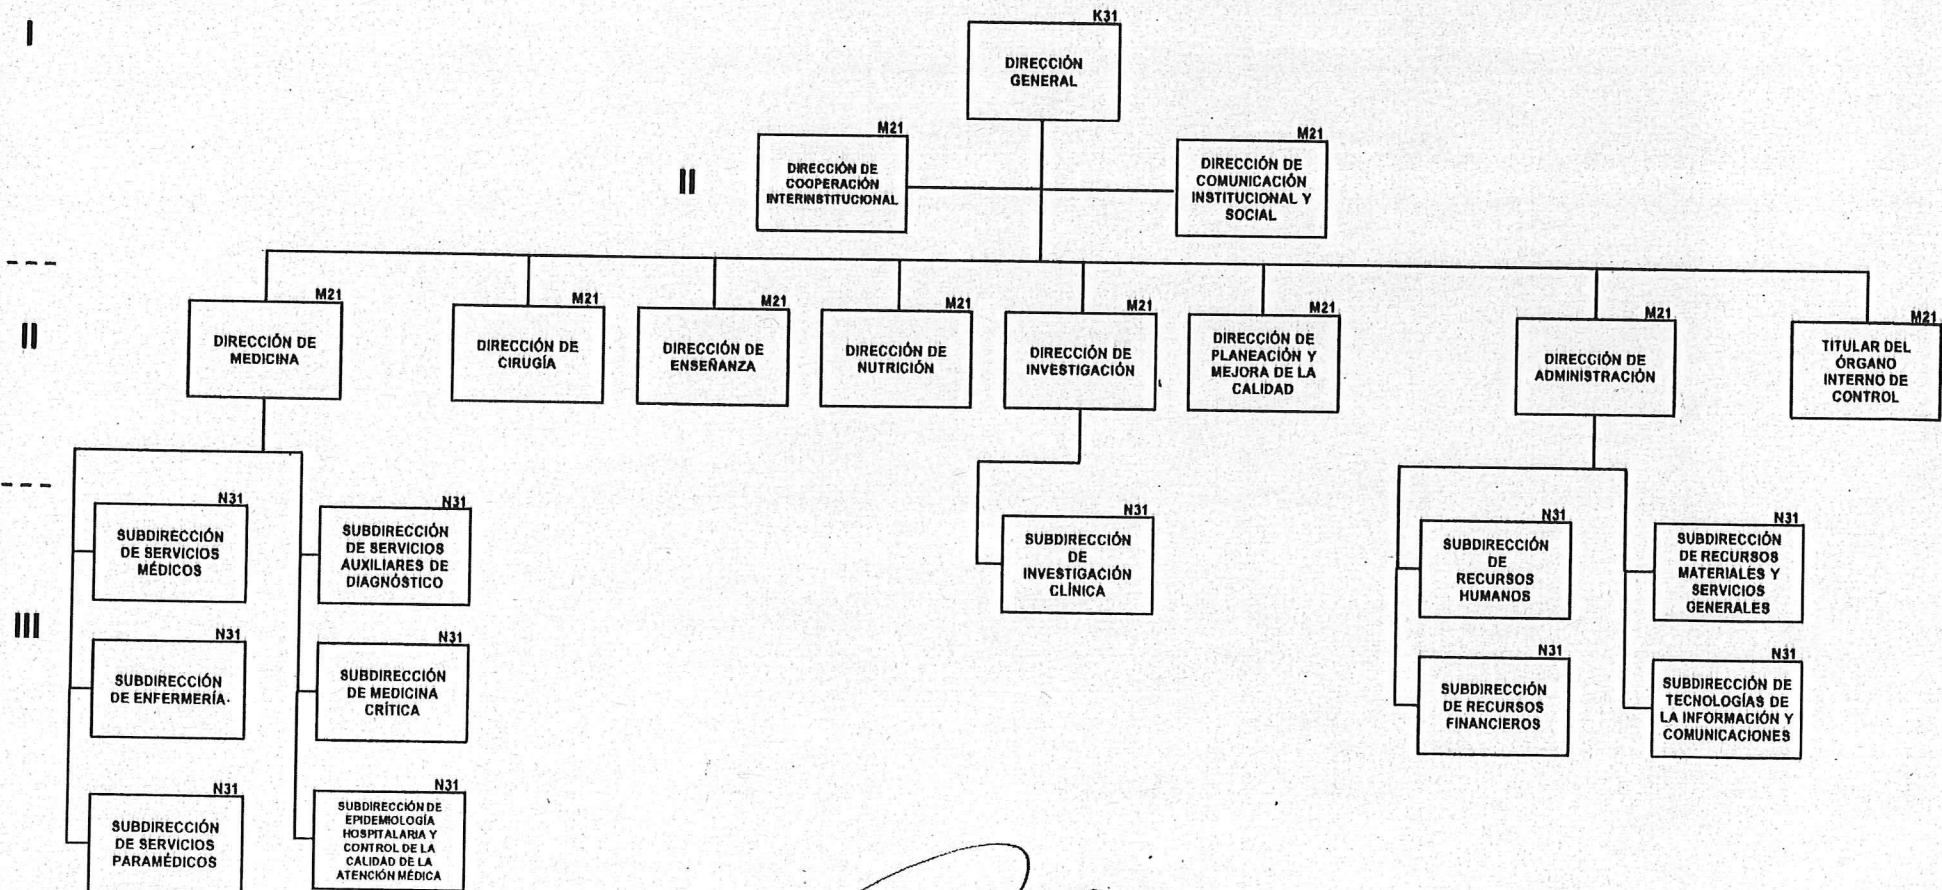 I
K31
DIRECCIÓN
GENERAL
II
M21
DIRECCIÓN DE
COOPERACIÓN
INTERINSTITUCIONAL
M21
DIRECCIÓN DE
COMUNICACIÓN
INSTITUCIONAL Y
SOCIAL
II
M21
DIRECCIÓN DE
MEDICINA
M21
DIRECCIÓN DE
CIRUGÍA
M21
DIRECCIÓN DE
ENSEÑANZA
M21
DIRECCIÓN DE
NUTRICIÓN
M21
DIRECCIÓN DE
INVESTIGACIÓN
M21
DIRECCIÓN DE
PLANEACIÓN Y
MEJORA DE LA
CALIDAD
M21
DIRECCIÓN DE
ADMINISTRACIÓN
M21
TITULAR DEL
ÓRGANO
INTERNO DE
CONTROL
III
N31
SUBDIRECCIÓN
DE SERVICIOS
MÉDICOS
N31
SUBDIRECCIÓN
DE SERVICIOS
AUXILIARES DE
DIAGNÓSTICO
N31
SUBDIRECCIÓN
DE
INVESTIGACIÓN
CLÍNICA
N31
SUBDIRECCIÓN
DE
RECURSOS
HUMANOS
N31
SUBDIRECCIÓN
DE RECURSOS
MATERIALES Y
SERVICIOS
GENERALES
N31
SUBDIRECCIÓN
DE ENFERMERÍA
N31
SUBDIRECCIÓN
DE MEDICINA
CRÍTICA
N31
SUBDIRECCIÓN
DE RECURSOS
FINANCIEROS
N31
SUBDIRECCIÓN DE
TECNOLOGÍAS DE
LA INFORMACIÓN Y
COMUNICACIONES
N31
SUBDIRECCIÓN
DE SERVICIOS
PARAMÉDICOS
N31
SUBDIRECCIÓN DE
EPIDEMIOLOGÍA
HOSPITALARIA Y
CONTROL DE LA
CALIDAD DE LA
ATENCIÓN MÉDICA